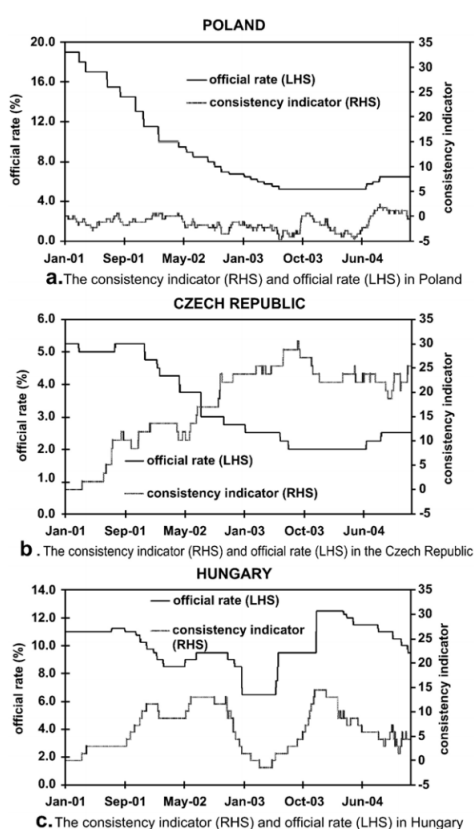 POLAND
20.0
16.0
12.0
8.0
4.0
0.0
official rate (%)
official rate (LHS)
consistency indicator (RHS)
35
30
25
20
15
10
5
0
-5
consistency indicator
Jan-01 Sep-01 May-02 Jan-03 Oct-03 Jun-04
a.The consistency indicator (RHS) and official rate (LHS) in Poland
CZECH REPUBLIC
6.0
5.0
4.0
3.0
2.0
1.0
0.0
official rate (%)
official rate (LHS)
consistency indicator (RHS)
35
30
25
20
15
10
5
0
-5
consistency indicator
Jan-01 Sep-01 May-02 Jan-03 Oct-03 Jun-04
b . The consistency indicator (RHS) and official rate (LHS) in the Czech Republic
HUNGARY
14.0
12.0
10.0
8.0
6.0
4.0
2.0
0.0
official rate (%)
official rate (LHS)
consistency indicator
(RHS)
35
30
25
20
15
10
5
0
-5
consistency indicator
Jan-01 Sep-01 May-02 Jan-03 Oct-03 Jun-04
c. The consistency indicator (RHS) and official rate (LHS) in Hungary